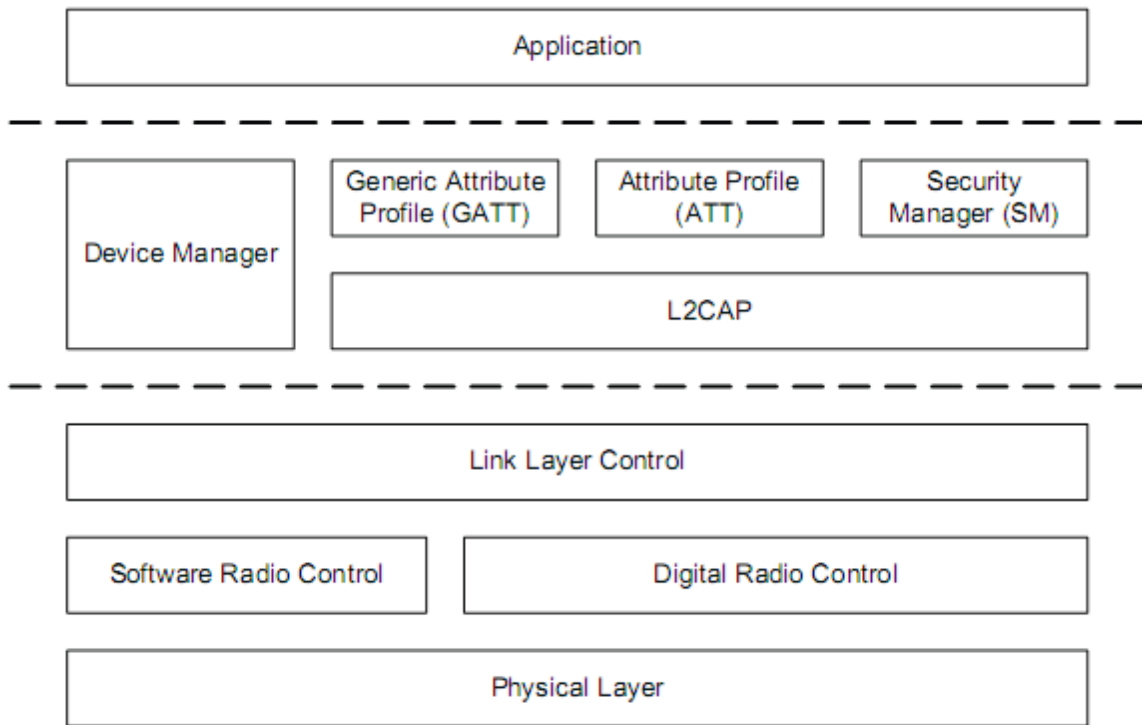 Application
Generic Attribute
Profile (GATT)
Attribute Profile
(ATT)
Security
Manager (SM)
Device Manager
L2CAP
Link Layer Control
Software Radio Control
Digital Radio Control
Physical Layer